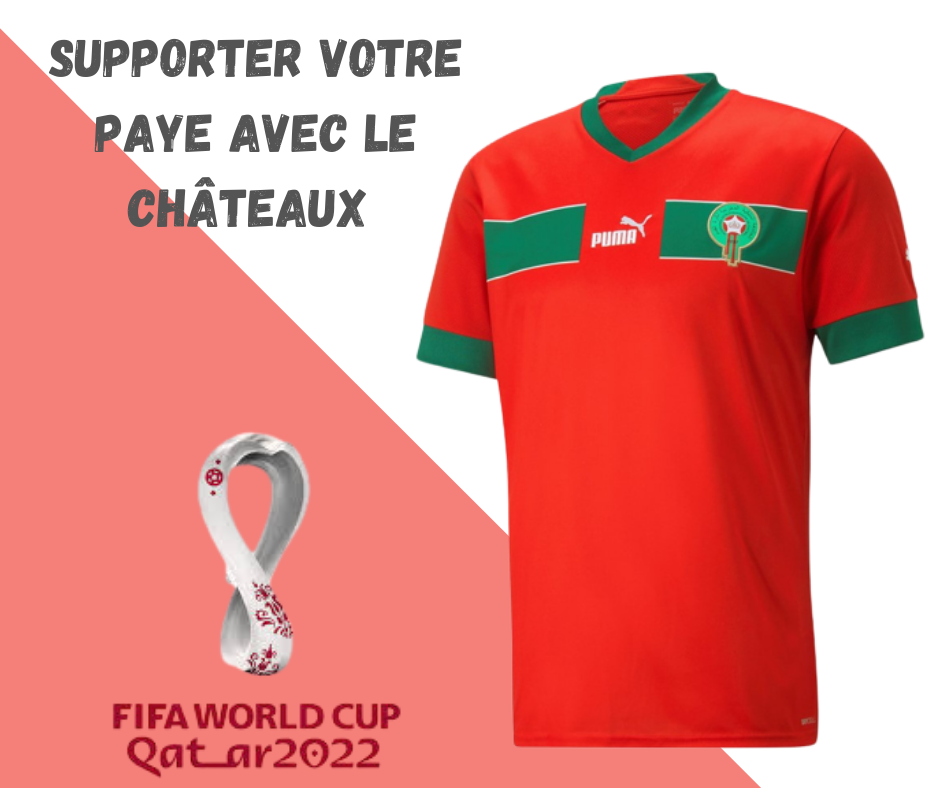 SUPPORTER VOTRE
PAYE AVEC LE
CHÂTEAUX
PUMA
FIFA WORLD CUP
Qatar2022